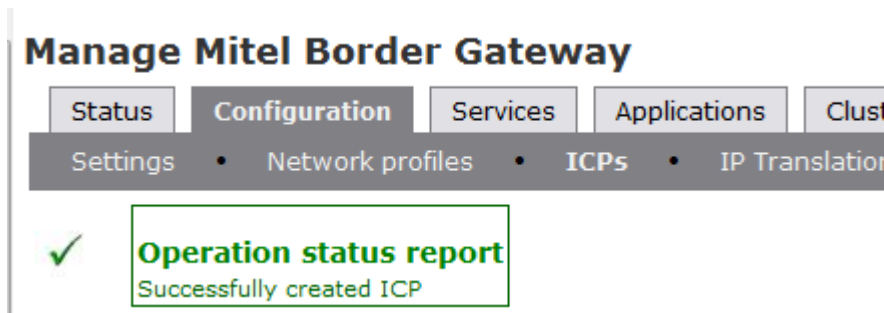 Manage Mitel Border Gateway
Status Configuration Services Applications Clust
Settings • Network profiles • ICPs • IP Translation
Operation status report
Successfully created ICP